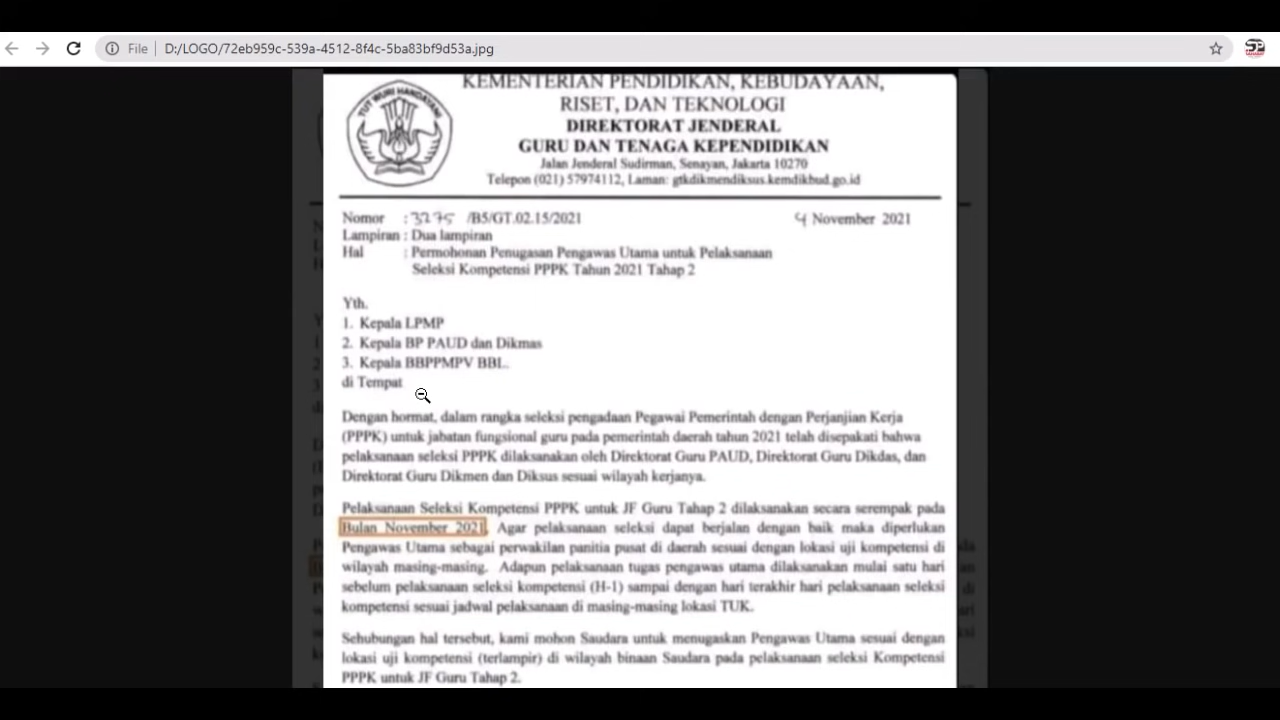 File
D:/LOGO/72eb959c-539a-4512-8f4c-5ba83bf9d53a.jpg
SP
TUT WURI HANDAYANI
KEMENTERIAN PENDIDIKAN, KEBUDAYAAN,
RISET, DAN TEKNOLOGI
DIREKTORAT JENDERAL
GURU DAN TENAGA KEPENDIDIKAN
Jalan Jenderal Sudirman, Senayan, Jakarta 10270
Telepon (021) 57974112, Laman: gtkdikmendiksus.kemdikbud.go.id
Nomor : 3275 /B5/GT.02.15/2021 4 November 2021
Lampiran : Dua lampiran
Hal : Permohonan Penugasan Pengawas Utama untuk Pelaksanaan
Seleksi Kompetensi PPPK Tahun 2021 Tahap 2
Yth.
1. Kepala LPMP
2. Kepala BP PAUD dan Dikmas
3. Kepala BBPPMPV BBL.
di Tempat
Dengan hormat, dalam rangka seleksi pengadaan Pegawai Pemerintah dengan Perjanjian Kerja
(PPPK) untuk jabatan fungsional guru pada pemerintah daerah tahun 2021 telah disepakati bahwa
pelaksanaan seleksi PPPK dilaksanakan oleh Direktorat Guru PAUD, Direktorat Guru Dikdas, dan
Direktorat Guru Dikmen dan Diksus sesuai wilayah kerjanya.
Pelaksanaan Seleksi Kompetensi PPPK untuk JF Guru Tahap 2 dilaksanakan secara serempak pada
Bulan November 2021. Agar pelaksanaan seleksi dapat berjalan dengan baik maka diperlukan
Pengawas Utama sebagai perwakilan panitia pusat di daerah sesuai dengan lokasi uji kompetensi di
wilayah masing-masing. Adapun pelaksanaan tugas pengawas utama dilaksanakan mulai satu hari
sebelum pelaksanaan seleksi kompetensi (H-1) sampai dengan hari terakhir hari pelaksanaan seleksi
kompetensi sesuai jadwal pelaksanaan di masing-masing lokasi TUK.
Sehubungan hal tersebut, kami mohon Saudara untuk menugaskan Pengawas Utama sesuai dengan
lokasi uji kompetensi (terlampir) di wilayah binaan Saudara pada pelaksanaan seleksi Kompetensi
PPPK untuk JF Guru Tahap 2.